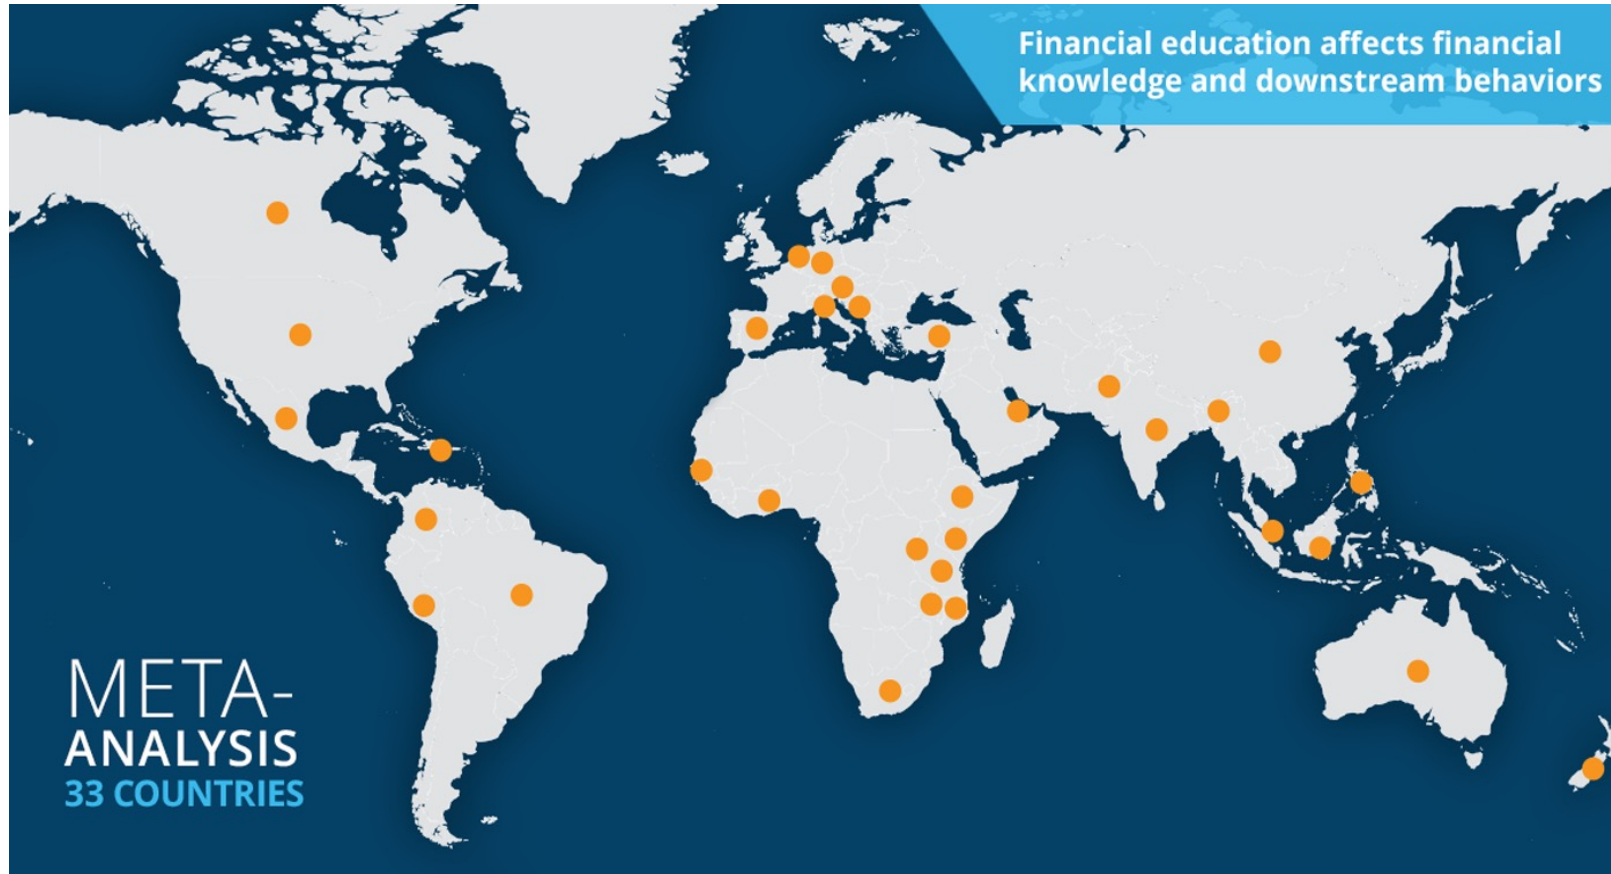 Financial education affects financial
knowledge and downstream behaviors
META-
ANALYSIS
33 COUNTRIES